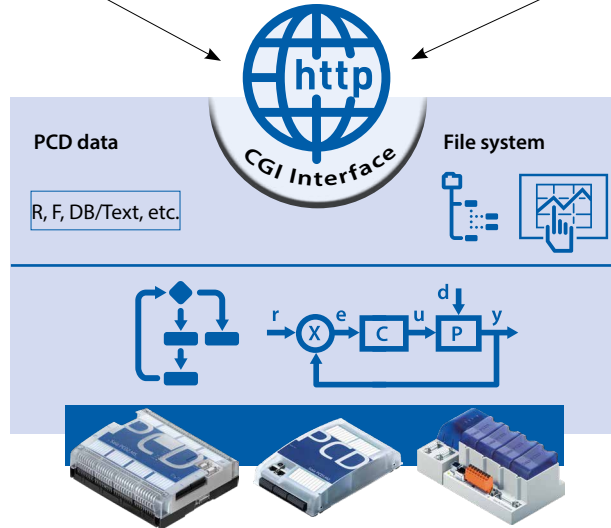 http
CGI Interface
PCD data
File system
R, F, DB/Text, etc.
d
r
e
u
y
X
C
P
PCD
PCD